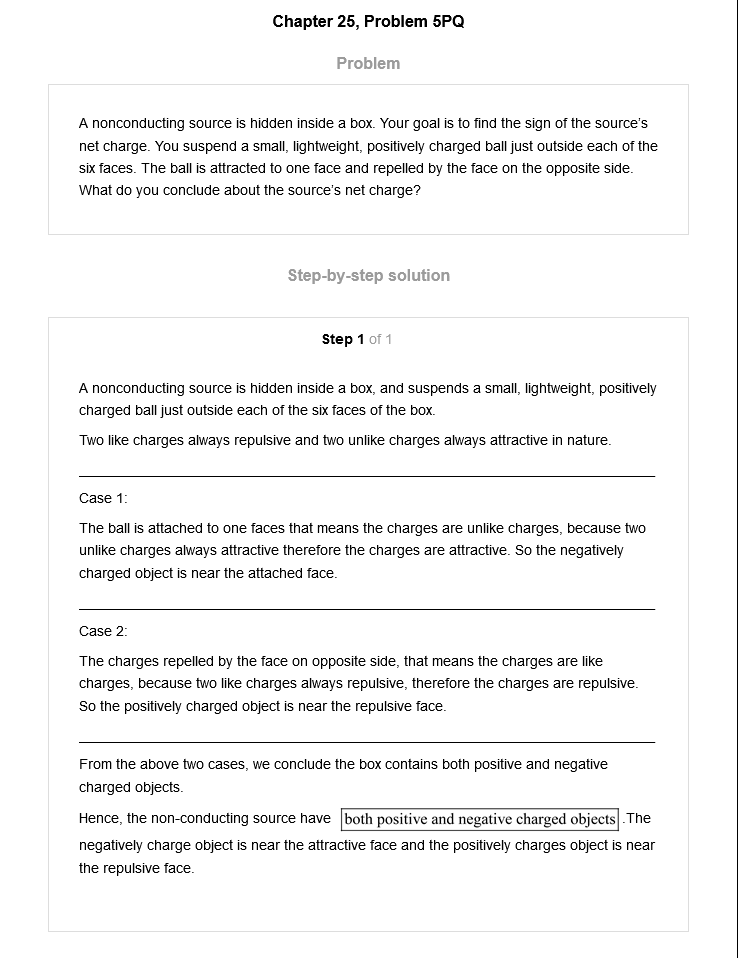 Chapter 25, Problem 5PQ
Problem
A nonconducting source is hidden inside a box. Your goal is to find the sign of the source's
net charge. You suspend a small, lightweight, positively charged ball just outside each of the
six faces. The ball is attracted to one face and repelled by the face on the opposite side.
What do you conclude about the source's net charge?
Step-by-step solution
Step 1 of 1
A nonconducting source is hidden inside a box, and suspends a small, lightweight, positively
charged ball just outside each of the six faces of the box.
Two like charges always repulsive and two unlike charges always attractive in nature.
Case 1:
The ball is attached to one faces that means the charges are unlike charges, because two
unlike charges always attractive therefore the charges are attractive. So the negatively
charged object is near the attached face.
Case 2:
The charges repelled by the face on opposite side, that means the charges are like
charges, because two like charges always repulsive, therefore the charges are repulsive.
So the positively charged object is near the repulsive face.
From the above two cases, we conclude the box contains both positive and negative
charged objects.
Hence, the non-conducting source have both positive and negative charged objects .The
negatively charge object is near the attractive face and the positively charges object is near
the repulsive face.